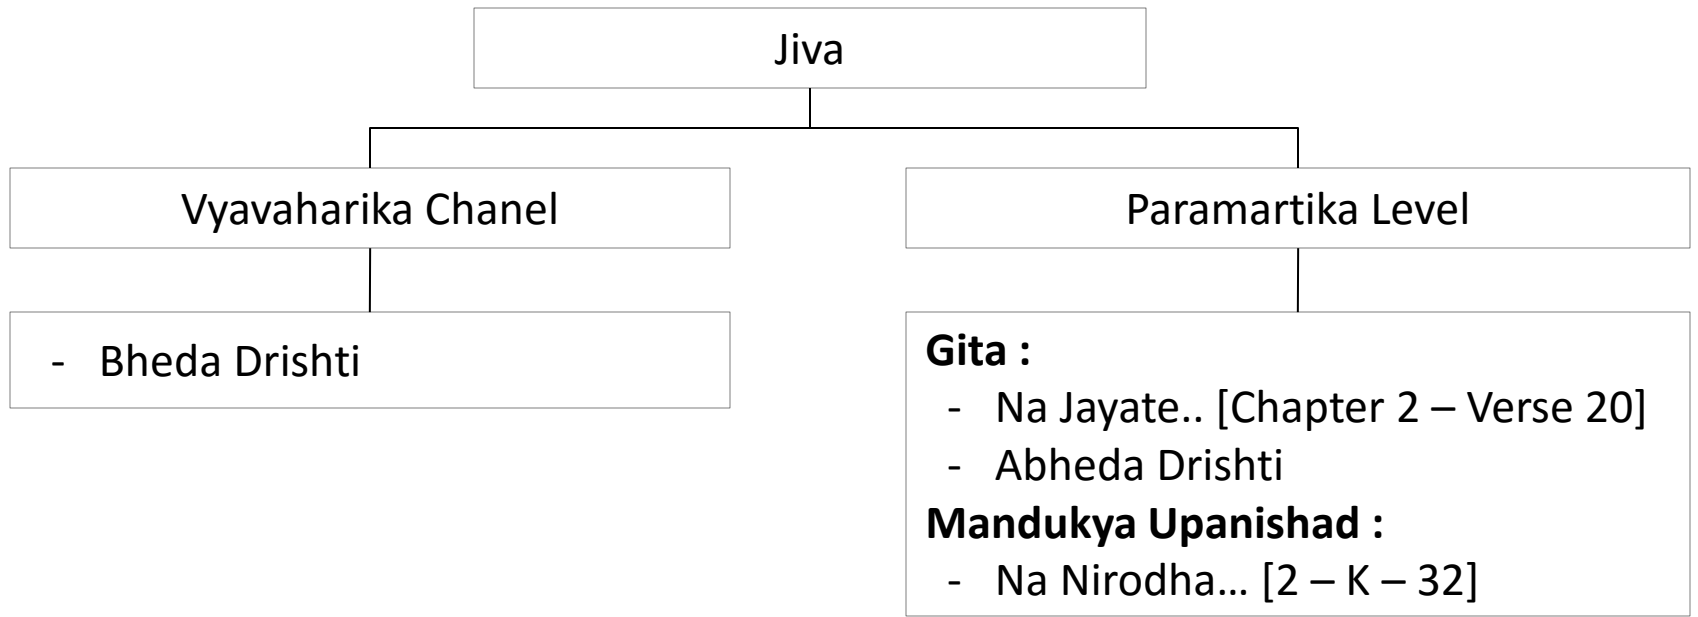 Jiva
Vyavaharika Chanel
Paramartika Level
- Bheda Drishti
Gita :
- Na Jayate.. [Chapter 2 – Verse 20]
- Abheda Drishti
Mandukya Upanishad :
- Na Nirodha... [2 – K – 32]